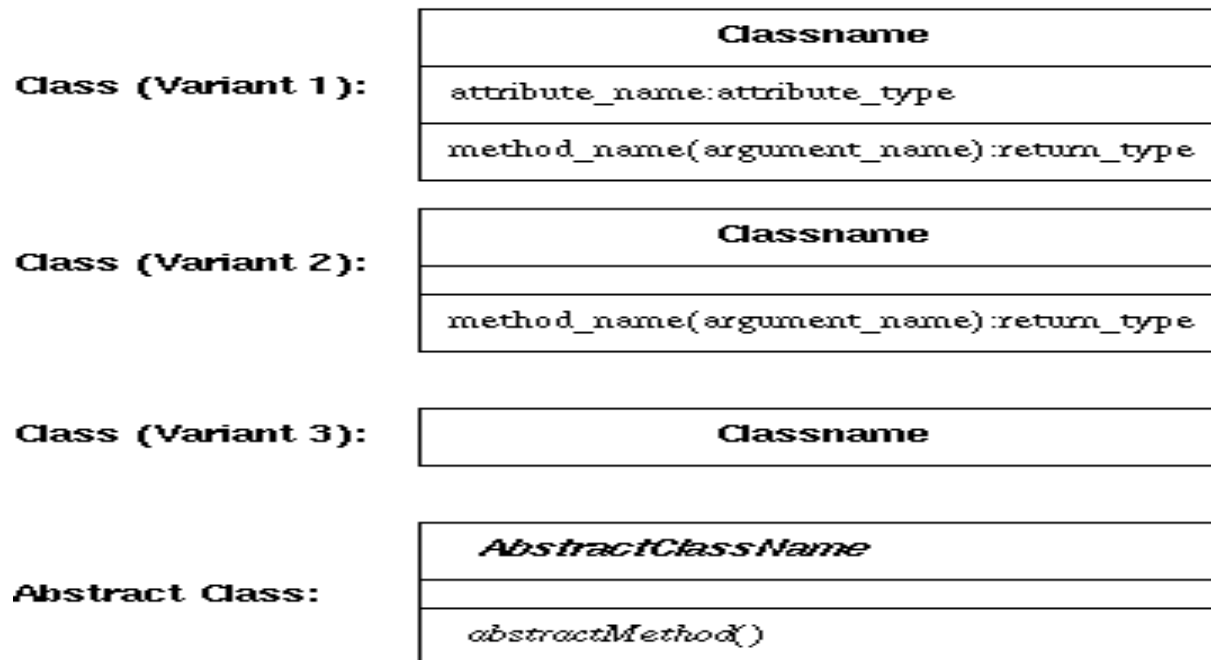 Classname
Class (Variant 1):
attribute_name:attribute_type
method_name(argument_name):return_type
Classname
Class (Variant 2):
method_name(argument_name):return_type
Class (Variant 3):
Classname
AbstractClassName
Abstract Class:
abstractMethod()